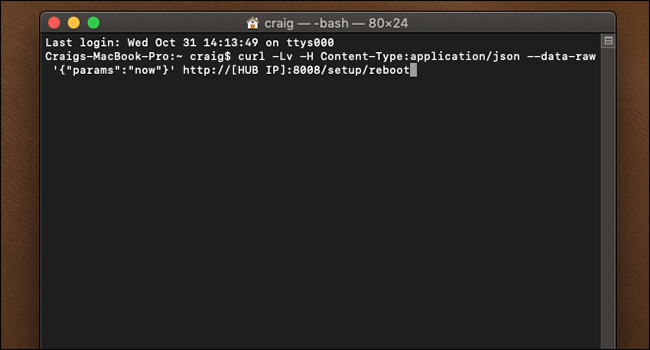 craig — -bash — 80×24
Last login: Wed Oct 31 14:13:49 on ttys000
Craigs-MacBook-Pro:~ craig$ curl -Lv -H Content-Type:application/json --data-raw
'{"params":"now"}' http://[HUB IP]:8008/setup/reboot